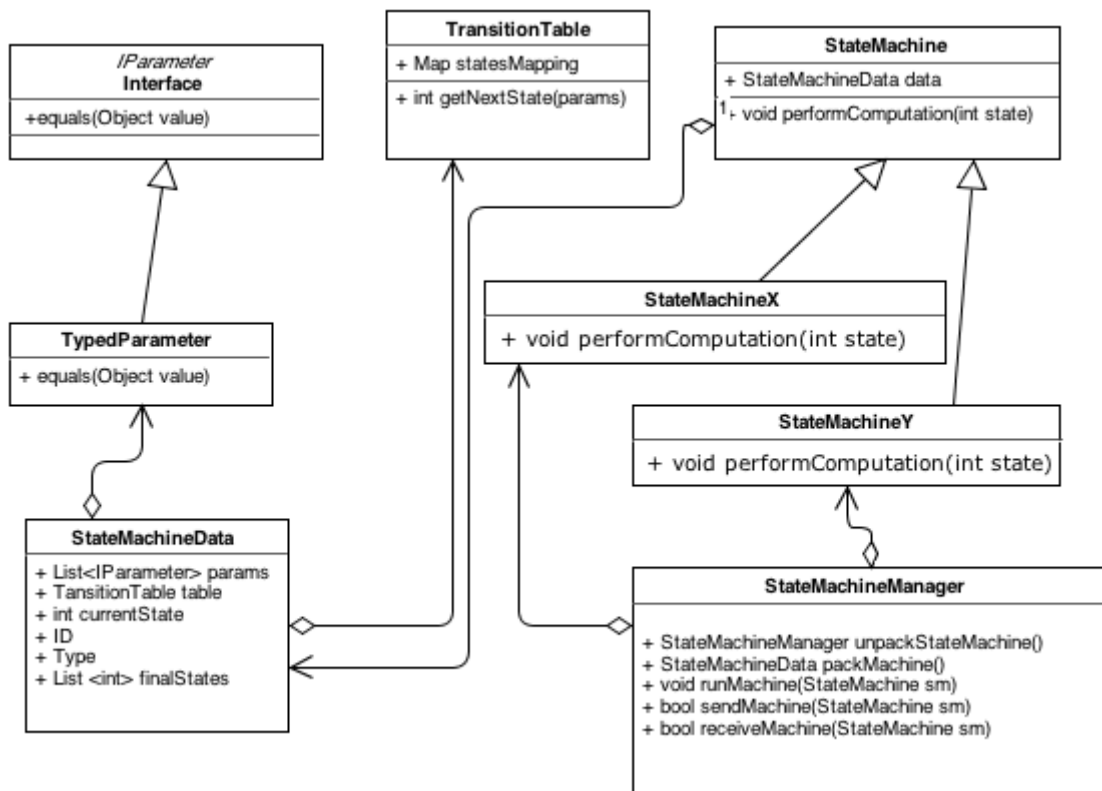 IParameter
Interface
+equals(Object value)
TransitionTable
+ Map statesMapping
+ int getNextState(params)
StateMachine
+ StateMachineData data
1
+ void performComputation(int state)
StateMachineX
+ void performComputation(int state)
TypedParameter
+ equals(Object value)
StateMachineY
+ void performComputation(int state)
StateMachineData
+ List<IParameter> params
+ TansitionTable table
+ int currentState
+ ID
+ Type
+ List <int> finalStates
StateMachineManager
+ StateMachineManager unpackStateMachine()
+ StateMachineData packMachine()
+ void runMachine(StateMachine sm)
+ bool sendMachine(StateMachine sm)
+ bool receiveMachine(StateMachine sm)